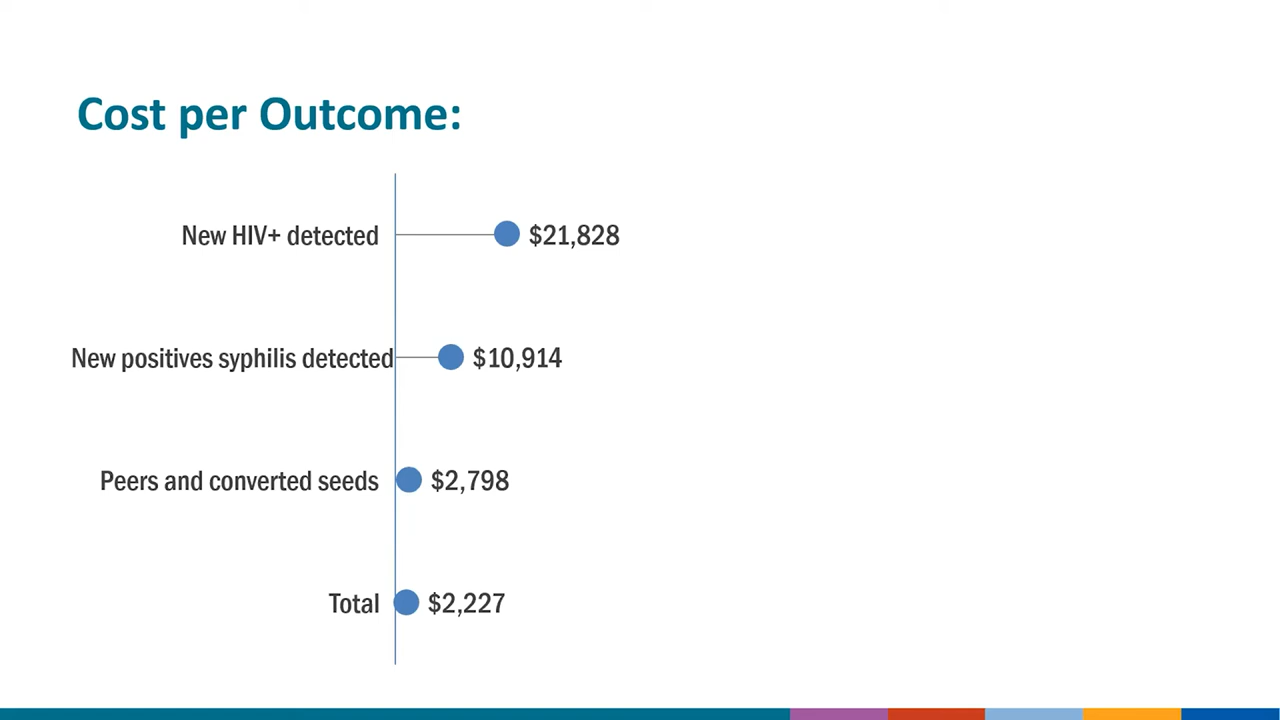 Cost per Outcome:
New HIV+ detected $21,828
New positives syphilis detected $10,914
Peers and converted seeds $2,798
Total $2,227